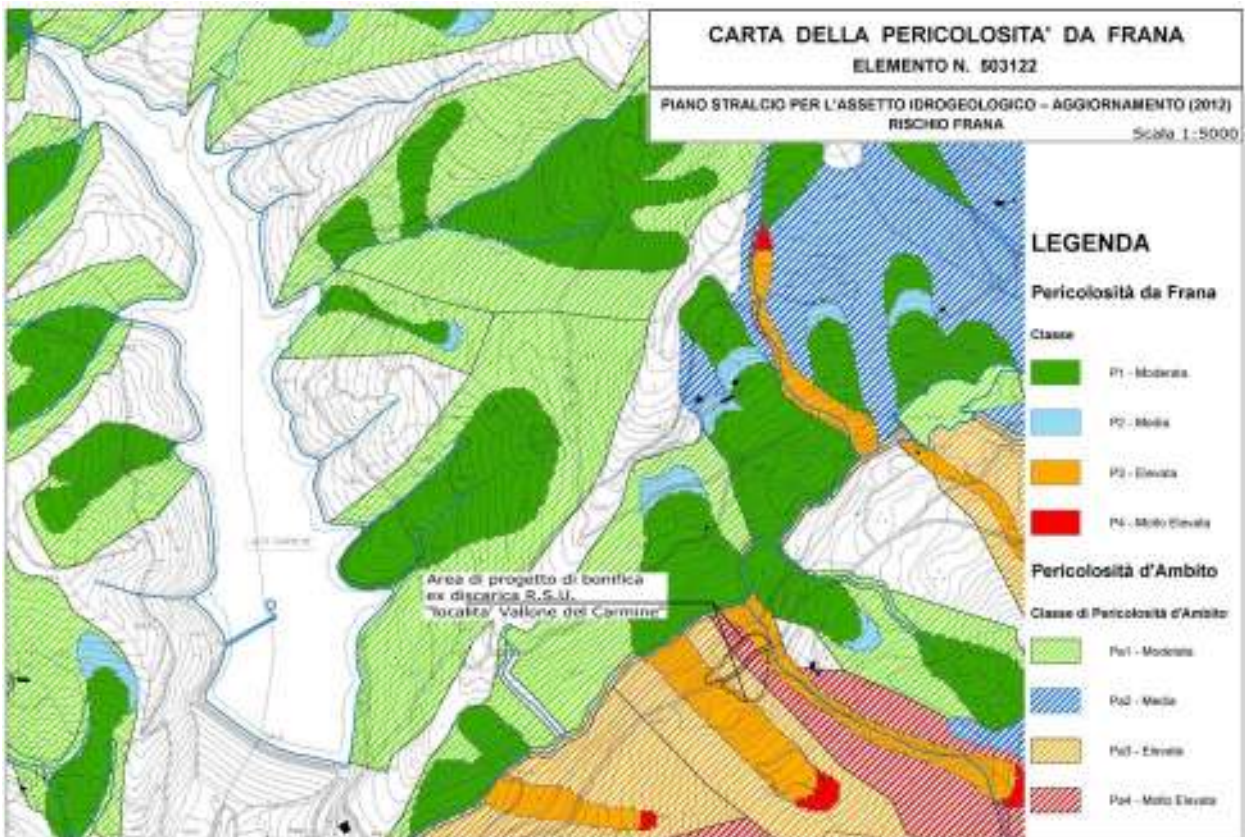 CARTA DELLA PERICOLOSITA' DA FRANA
ELEMENTO N. 503122
PIANO STRALCIO PER L'ASSETTO IDROGEOLOGICO – AGGIORNAMENTO (2012)
RISCHIO FRANA
Scala 1:5000
LEGENDA
Pericolosità da Frana
Classe
P1 - Moderata
P2 - Media
P3 - Elevata
P4 - Molto Elevata
Pericolosità d'Ambito
Classe di Pericolosità d'Ambito
Pa1 - Moderata
Pa2 - Media
Pa3 - Elevata
Pa4 - Molto Elevata
Area di progetto di bonifica
ex discarica R.S.U.
"localita' Vallone del Carmine"